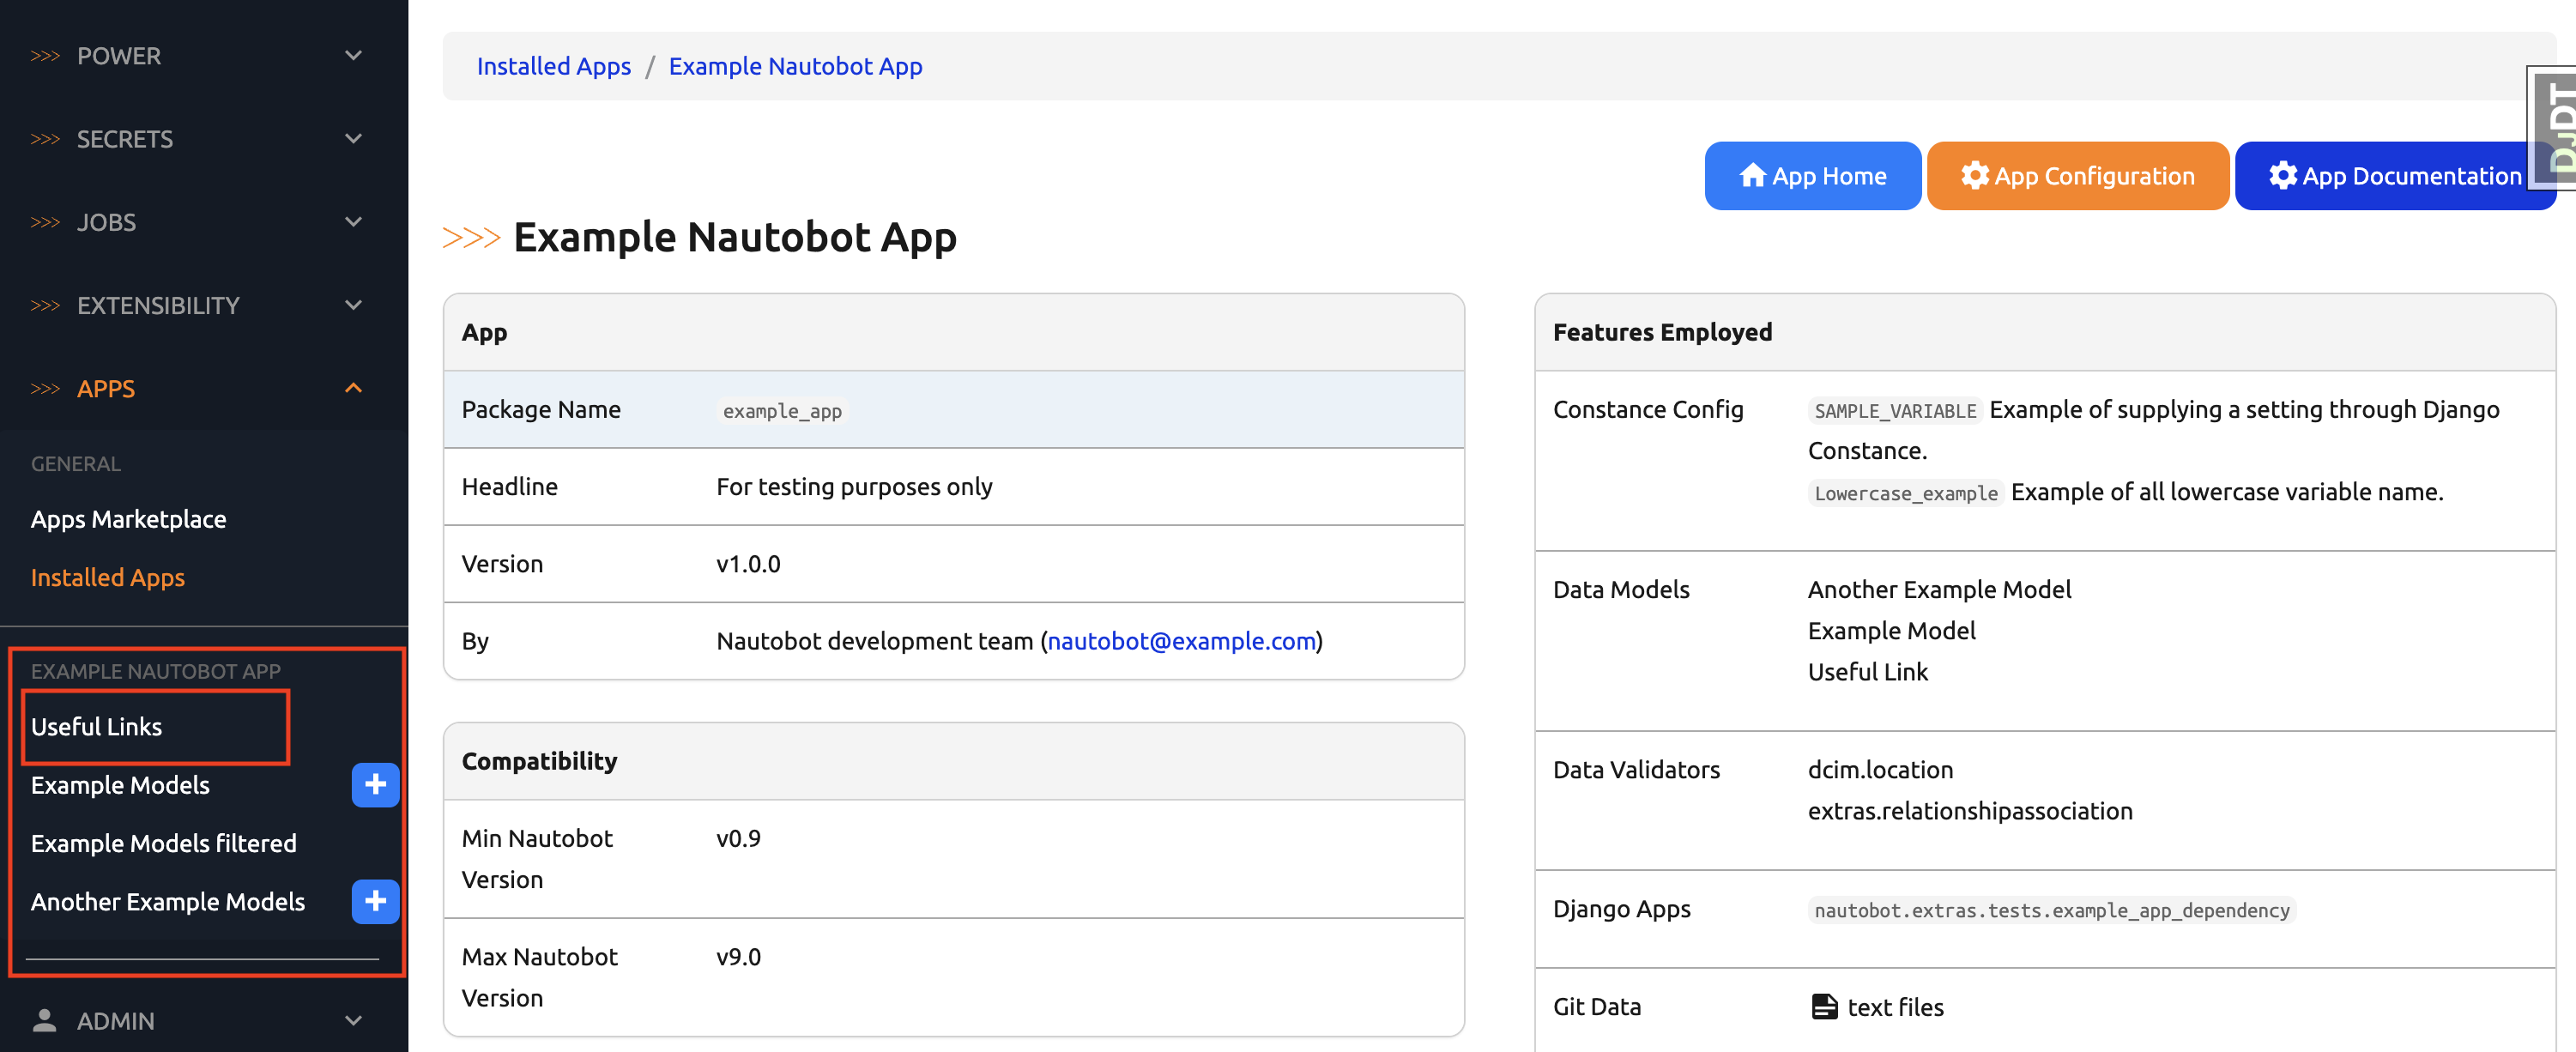 >>> POWER
>>> SECRETS
>>> JOBS
>>> EXTENSIBILITY
>>> APPS
GENERAL
Apps Marketplace
Installed Apps
EXAMPLE NAUTOBOT APP
Useful Links
Example Models
Example Models filtered
Another Example Models
ADMIN
Installed Apps / Example Nautobot App
App Home
App Configuration
App Documentation
DJDT
>>> Example Nautobot App
App
Package Name example_app
Headline For testing purposes only
Version v1.0.0
By Nautobot development team (nautobot@example.com)
Compatibility
Min Nautobot
Version
v0.9
Max Nautobot
Version
v9.0
Features Employed
Constance Config SAMPLE_VARIABLE Example of supplying a setting through Django
Constance.
Lowercase_example Example of all lowercase variable name.
Data Models Another Example Model
Example Model
Useful Link
Data Validators dcim.location
extras.relationshipassociation
Django Apps nautobot.extras.tests.example_app_dependency
Git Data text files